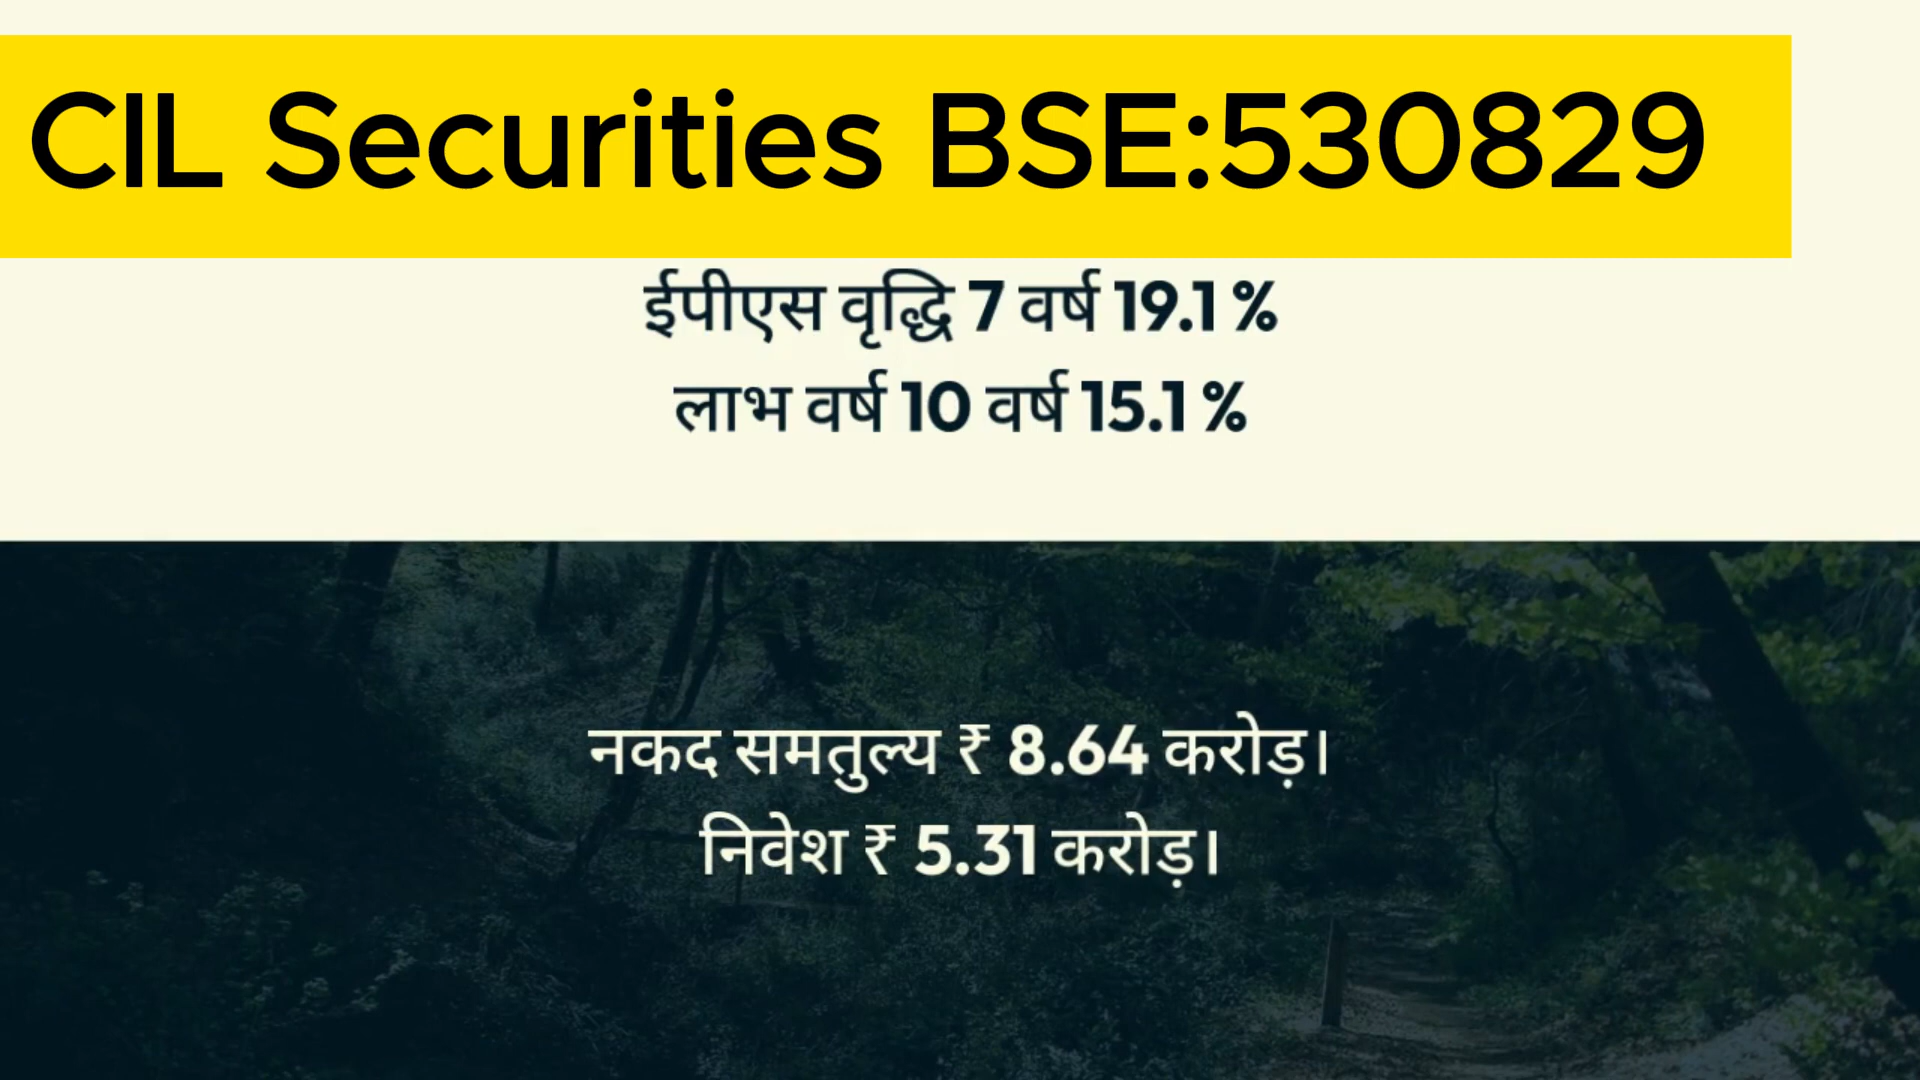 CIL Securities BSE:530829
ईपीएस वृद्धि 7 वर्ष 19.1 %
लाभ वर्ष 10 वर्ष 15.1 %
नकद समतुल्य ₹ 8.64 करोड़।
निवेश ₹ 5.31 करोड़।